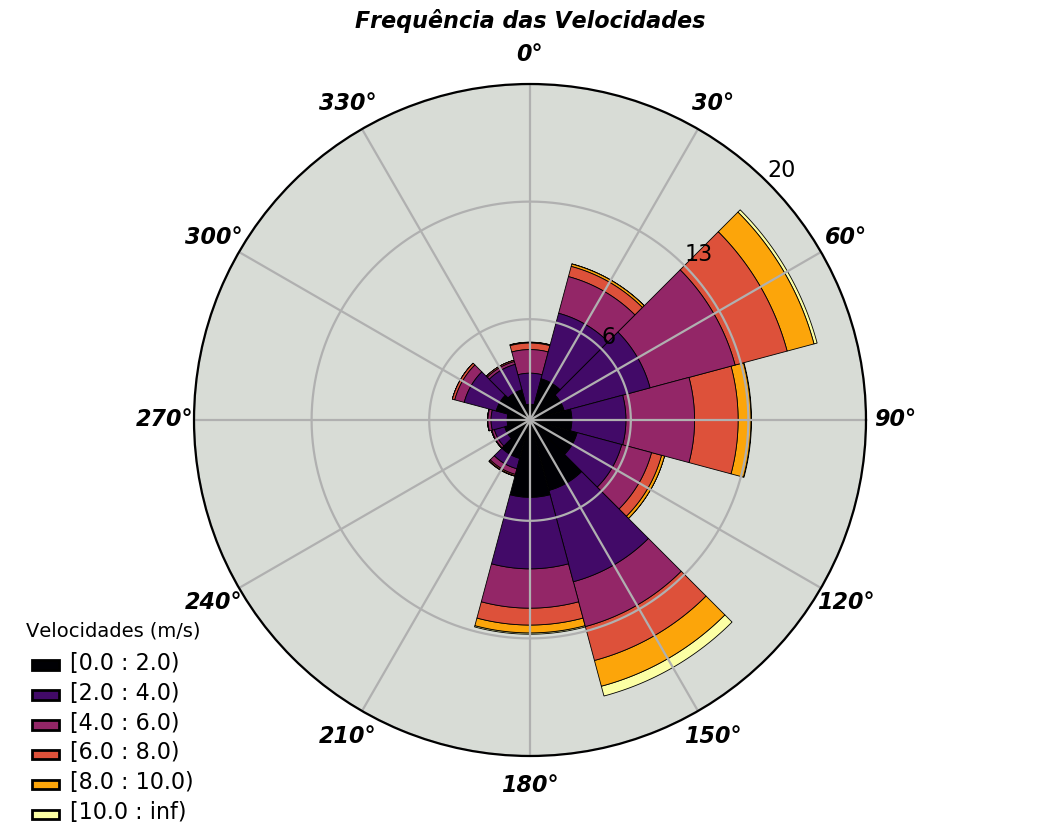 Frequência das Velocidades
0°
330°
30°
20
300°
60°
13
6
270°
90°
240°
120°
210°
150°
180°
Velocidades (m/s)
[0.0 : 2.0)
[2.0 : 4.0)
[4.0 : 6.0)
[6.0 : 8.0)
[8.0 : 10.0)
[10.0 : inf)